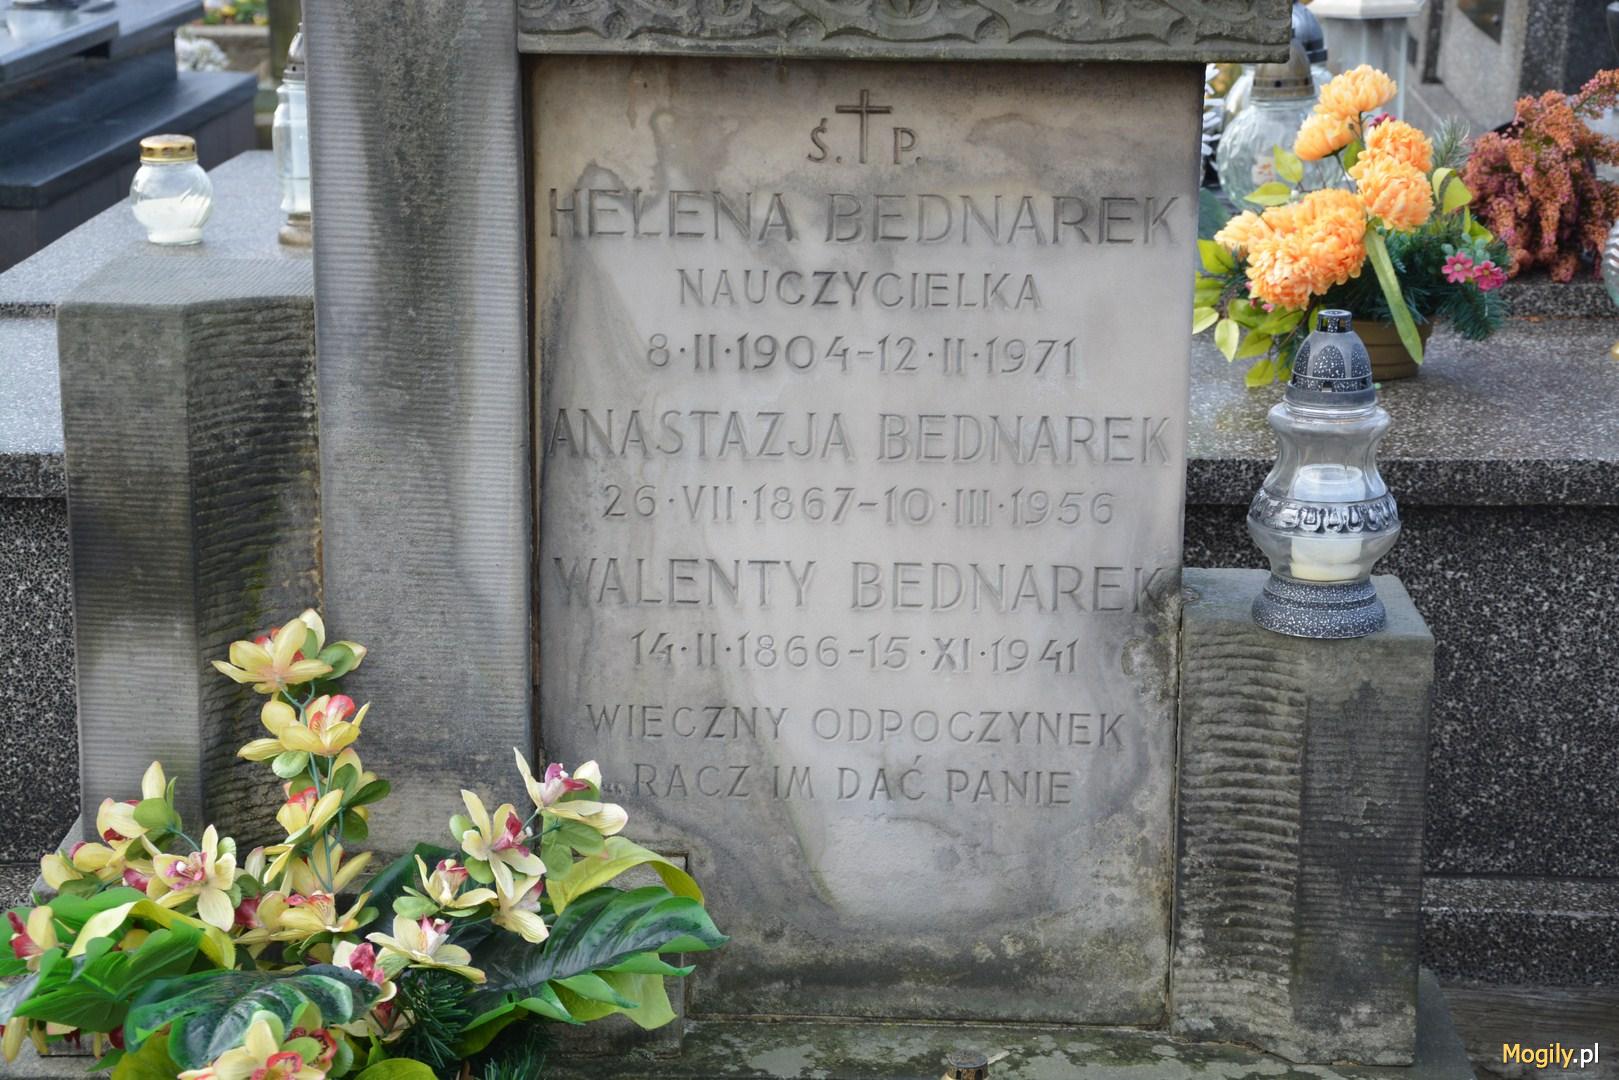 Ś. P.
HELENA BEDNAREK
NAUCZYCIELKA
8·II·1904-12·II·1971
ANASTAZJA BEDNAREK
26·VII·1867-10·III·1956
WALENTY BEDNAREK
14·II·1866-15·XI·1941
WIECZNY ODPOCZYNEK
RACZ IM DAĆ PANIE
Mogily.pl